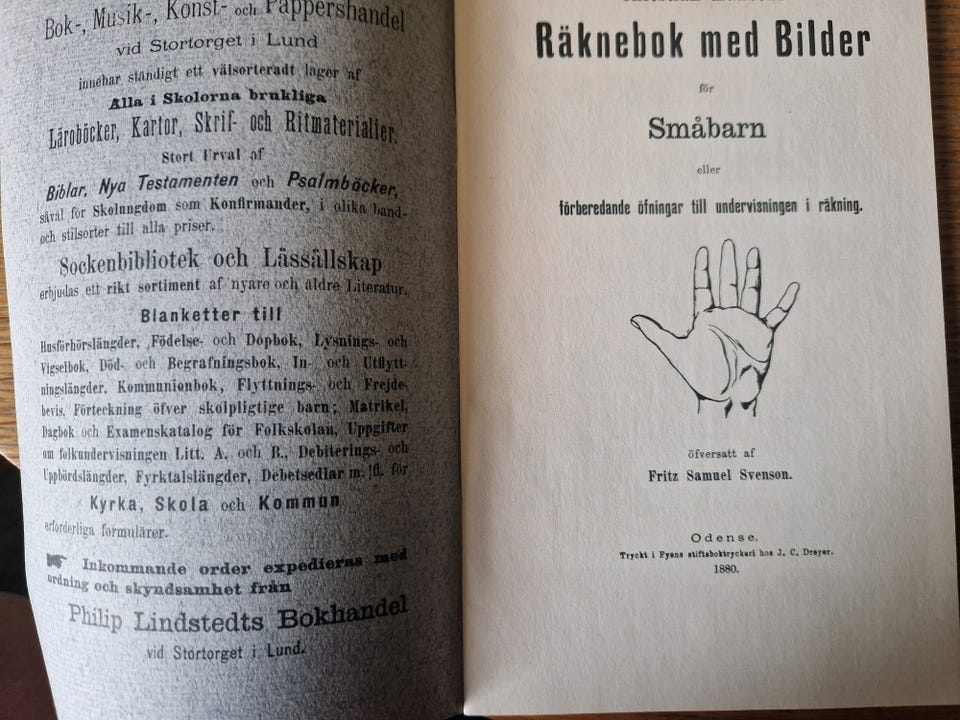 Bok-, Musik-, Konst- och Pappershandel
vid Stortorget i Lund
innehar ständigt ett välsorteradt lager af
Alla i Skolorna brukliga
Läroböcker, Kartor, Skrif- och Ritmaterialier.
Stort Urval af
Biblar, Nya Testamenten och Psalmböcker,
såväl för Skolungdom som Konfirmander, i olika band-
och stilsorter till alla priser.
Sockenbibliotek och Lässällskap
erbjudas ett rikt sortiment af nyare och äldre Literatur.
Blanketter till
Husförhörslängder, Födelse- och Dopbok, Lysnings- och
Vigselbok, Död- och Begrafningsbok, In- och Utflytt-
ningslängder, Kommunionbok, Flyttnings- och Frejde-
bevis, Förteckning öfver skolpligtige barn; Matrikel,
Dagbok och Examenskatalog för Folkskolan, Uppgifter
om folkundervisningen Litt. A. och B., Debiterings- och
Uppbördslängder, Fyrktalslängder, Debetsedlar m. fl. för
Kyrka, Skola och Kommun
erforderliga formulärer.
Inkommande order expedieras med
ordning och skyndsamhet från
Philip Lindstedts Bokhandel
vid Stortorget i Lund.
Räknebok med Bilder
för
Småbarn
eller
förberedande öfningar till undervisningen i räkning.
öfversatt af
Fritz Samuel Svenson.
Odense.
Tryckt i Fyens stiftsboktryckeri hos J. C. Dreyer.
1880.